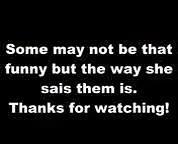 Some may not be that
funny but the way she
sais them is.
Thanks for watching!